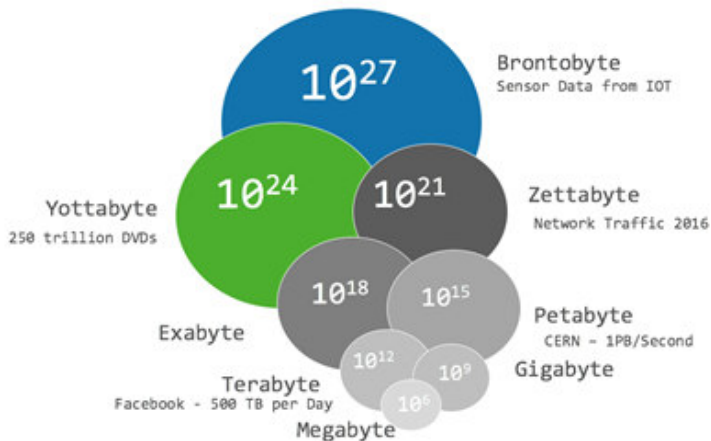 10²⁷
Brontobyte
Sensor Data from IOT
10²⁴
10²¹
Yottabyte
250 trillion DVDs
Zettabyte
Network Traffic 2016
10¹⁸
10¹⁵
Exabyte
Petabyte
CERN – 1PB/Second
10¹²
10⁹
Gigabyte
Terabyte
Facebook - 500 TB per Day
10⁶
Megabyte